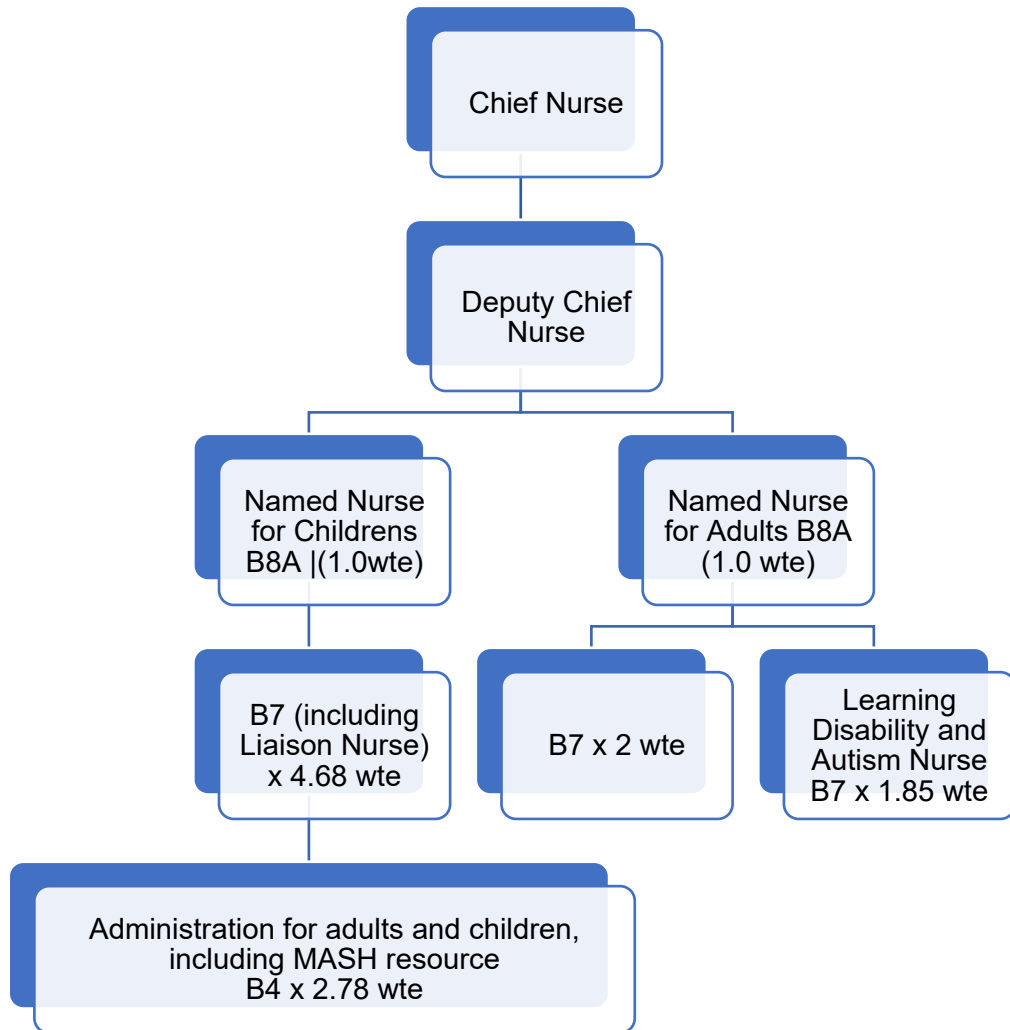 Chief Nurse
Deputy Chief
Nurse
Named Nurse
for Childrens
B8A |(1.0wte)
Named Nurse
for Adults B8A
(1.0 wte)
B7 (including
Liaison Nurse)
x 4.68 wte
B7 x 2 wte
Learning
Disability and
Autism Nurse
B7 x 1.85 wte
Administration for adults and children,
including MASH resource
B4 x 2.78 wte